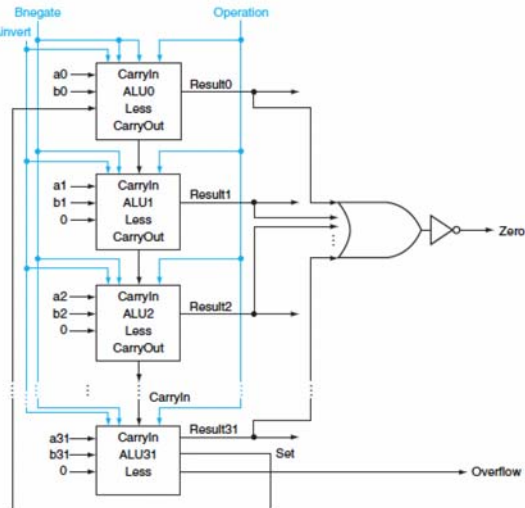 Bnegate
Operation
invert
a0
b0
CarryIn
ALU0
Less
CarryOut
Result0
a1
b1
0
CarryIn
ALU1
Less
CarryOut
Result1
a2
b2
0
CarryIn
ALU2
Less
CarryOut
Result2
Zero
CarryIn
a31
b31
0
CarryIn
ALU31
Less
Result31
Set
Overflow